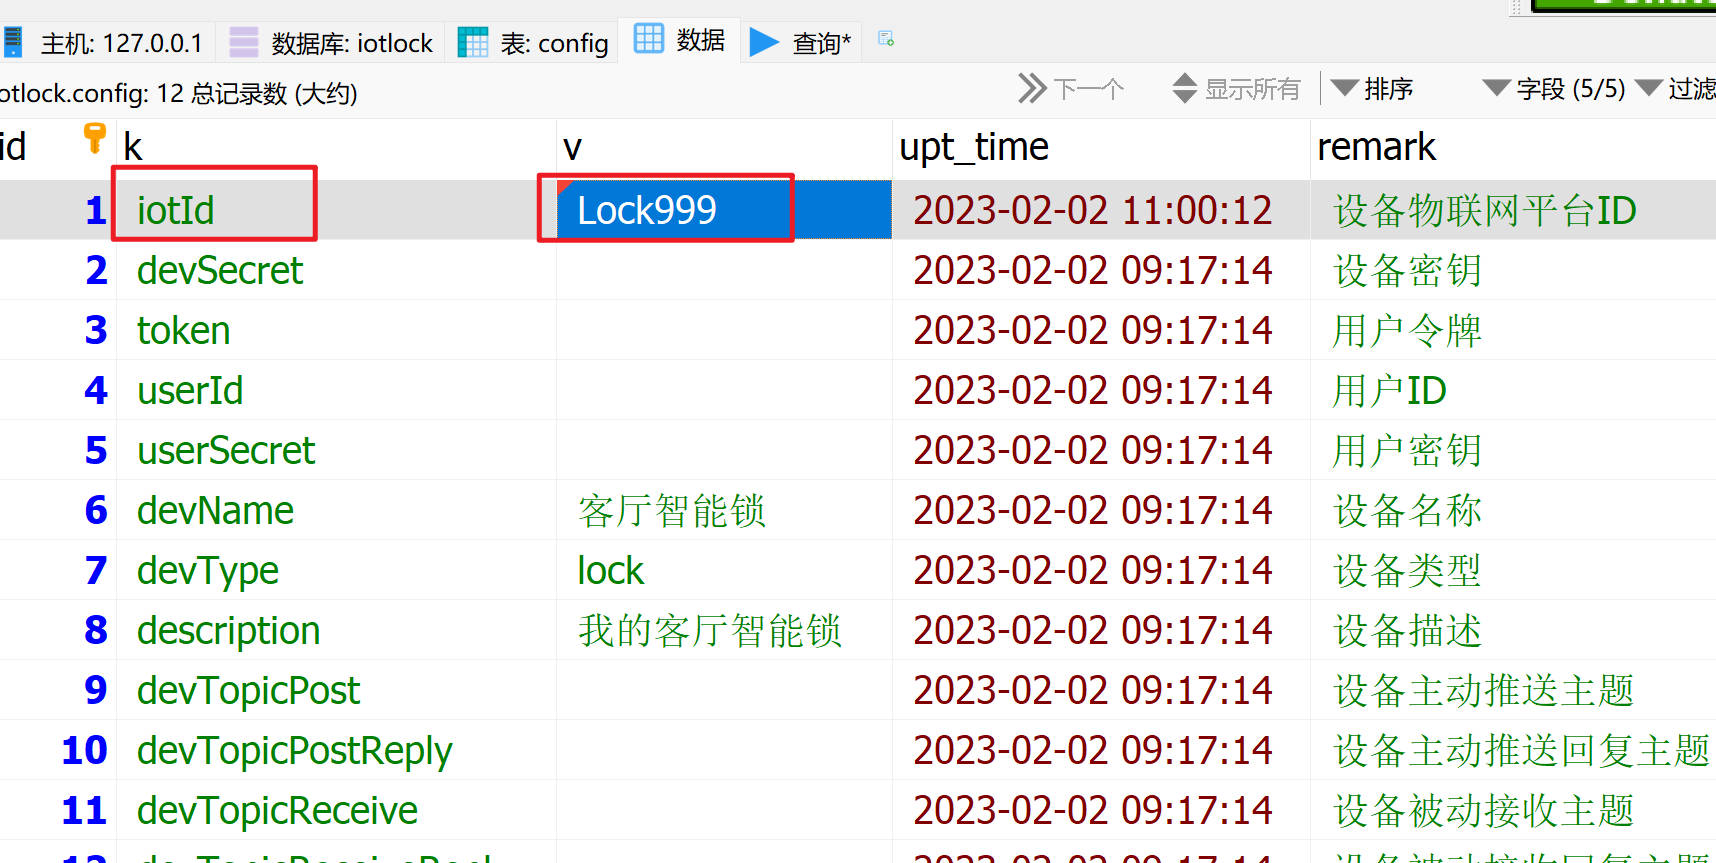 主机: 127.0.0.1 数据库: iotlock 表: config 数据 查询*
otlock.config: 12 总记录数 (大约) 下一个 显示所有 排序 字段 (5/5) 过滤
id k v upt_time remark
1 iotId Lock999 2023-02-02 11:00:12 设备物联网平台ID
2 devSecret 2023-02-02 09:17:14 设备密钥
3 token 2023-02-02 09:17:14 用户令牌
4 userId 2023-02-02 09:17:14 用户ID
5 userSecret 2023-02-02 09:17:14 用户密钥
6 devName 客厅智能锁 2023-02-02 09:17:14 设备名称
7 devType lock 2023-02-02 09:17:14 设备类型
8 description 我的客厅智能锁 2023-02-02 09:17:14 设备描述
9 devTopicPost 2023-02-02 09:17:14 设备主动推送主题
10 devTopicPostReply 2023-02-02 09:17:14 设备主动推送回复主题
11 devTopicReceive 2023-02-02 09:17:14 设备被动接收主题